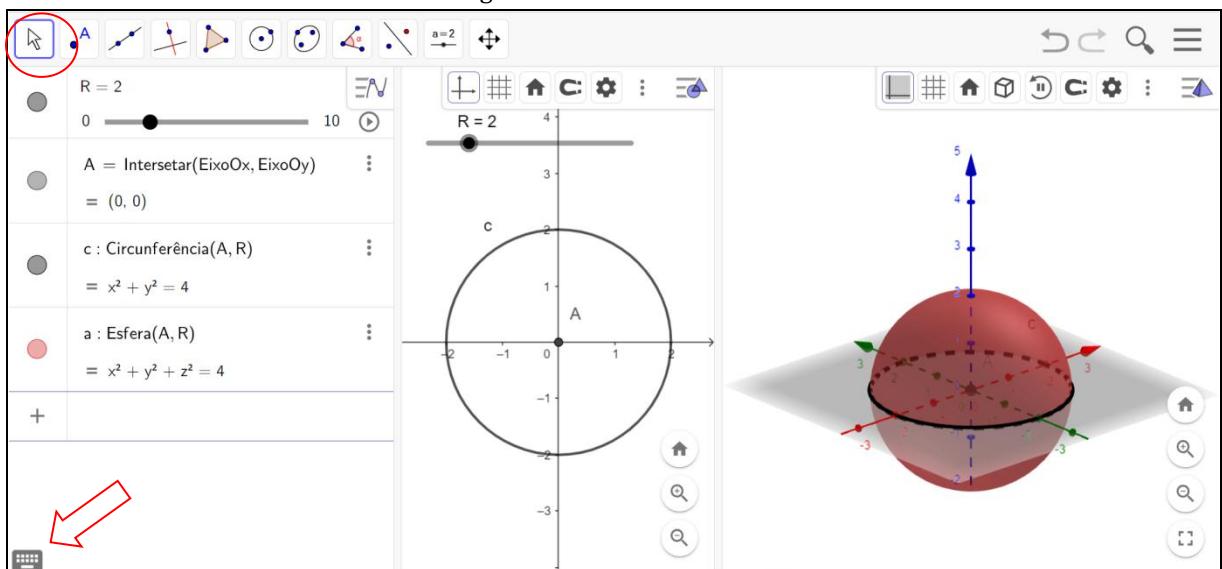 A
α
a=2
R = 2
0
10
A = Intersetar(EixoOx, EixoOy)
= (0, 0)
c : Circunferência(A, R)
= x² + y² = 4
a : Esfera(A, R)
= x² + y² + z² = 4
+
R = 2
4
3
c
2
1
A
-2
-1
0
1
2
-1
-2
-3
5
4
3
2
c
3
3
-3
-3
-2